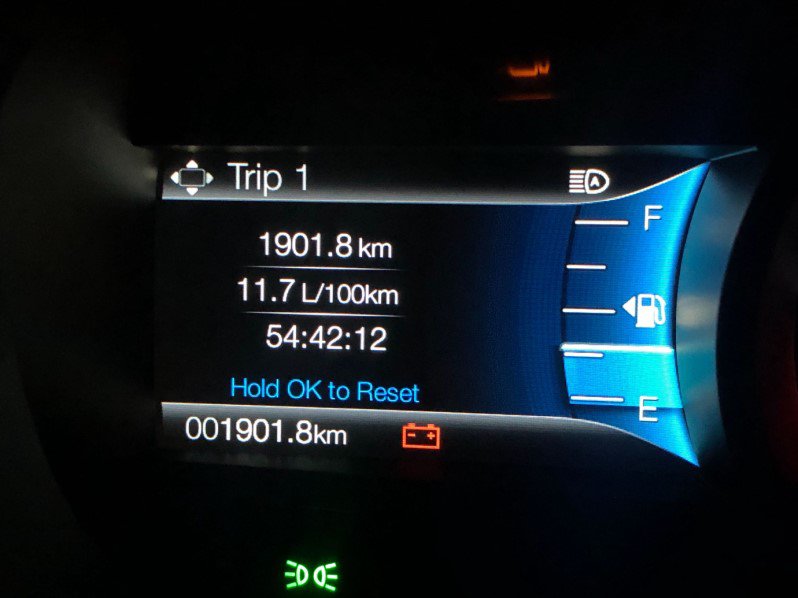 Trip 1
A
F
1901.8 km
11.7 L/100km
54:42:12
Hold OK to Reset
E
001901.8km
- +